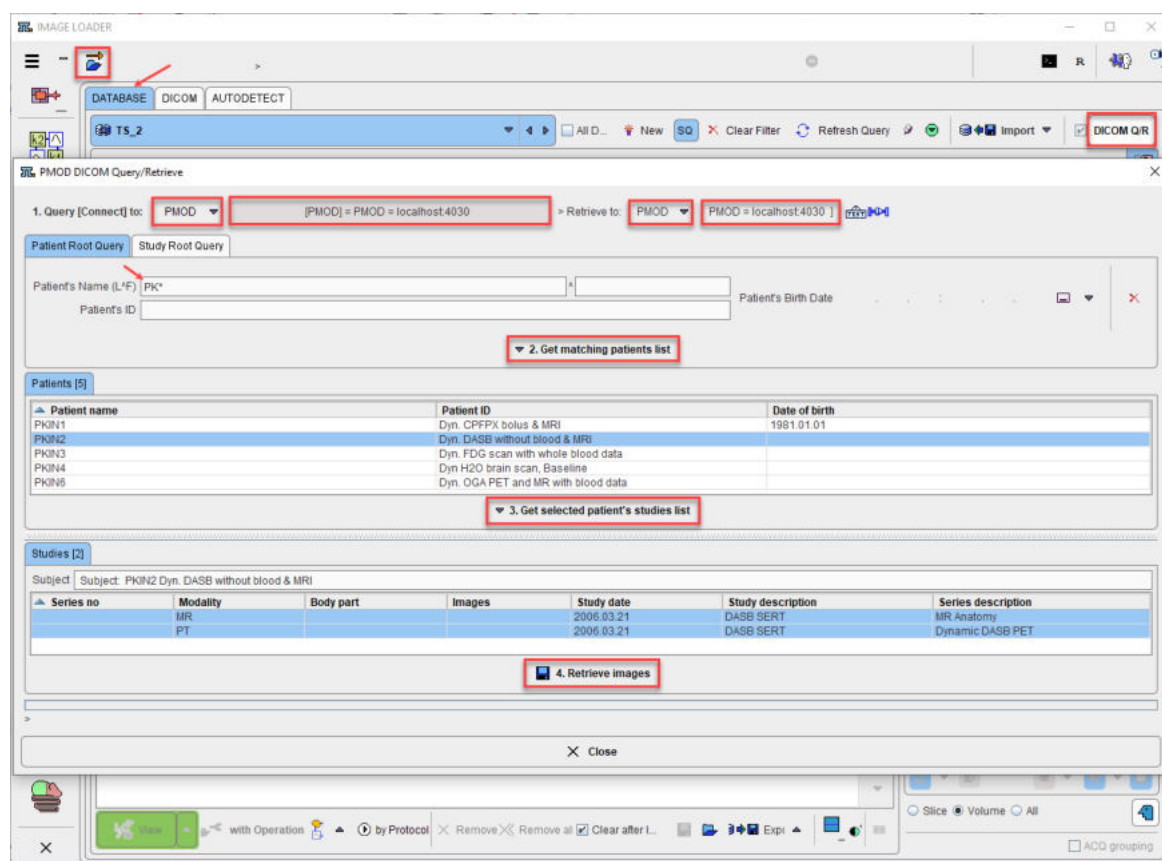 IMAGE LOADER
>
R
DATABASE DICOM AUTODETECT
TS_2 All D... New SQ Clear Filter Refresh Query Import DICOM Q/R
PMOD DICOM Query/Retrieve
1. Query [Connect] to: PMOD [PMOD] = PMOD = localhost:4030 > Retrieve to: PMOD PMOD = localhost:4030 ]
Patient Root Query Study Root Query
Patient's Name (L^F) PK* ^
Patient's ID
Patient's Birth Date
2. Get matching patients list
Patients [5]
Patient name Patient ID Date of birth
PKIN1 Dyn. CPFPX bolus & MRI 1981.01.01
PKIN2 Dyn. DASB without blood & MRI
PKIN3 Dyn. FDG scan with whole blood data
PKIN4 Dyn H2O brain scan, Baseline
PKIN6 Dyn. OGA PET and MR with blood data
3. Get selected patient's studies list
Studies [2]
Subject Subject: PKIN2 Dyn. DASB without blood & MRI
Series no Modality Body part Images Study date Study description Series description
MR 2006.03.21 DASB SERT MR Anatomy
PT 2006.03.21 DASB SERT Dynamic DASB PET
4. Retrieve images
>
Close
Slice Volume All
View with Operation by Protocol Remove Remove al Clear after l... Expr
ACQ grouping